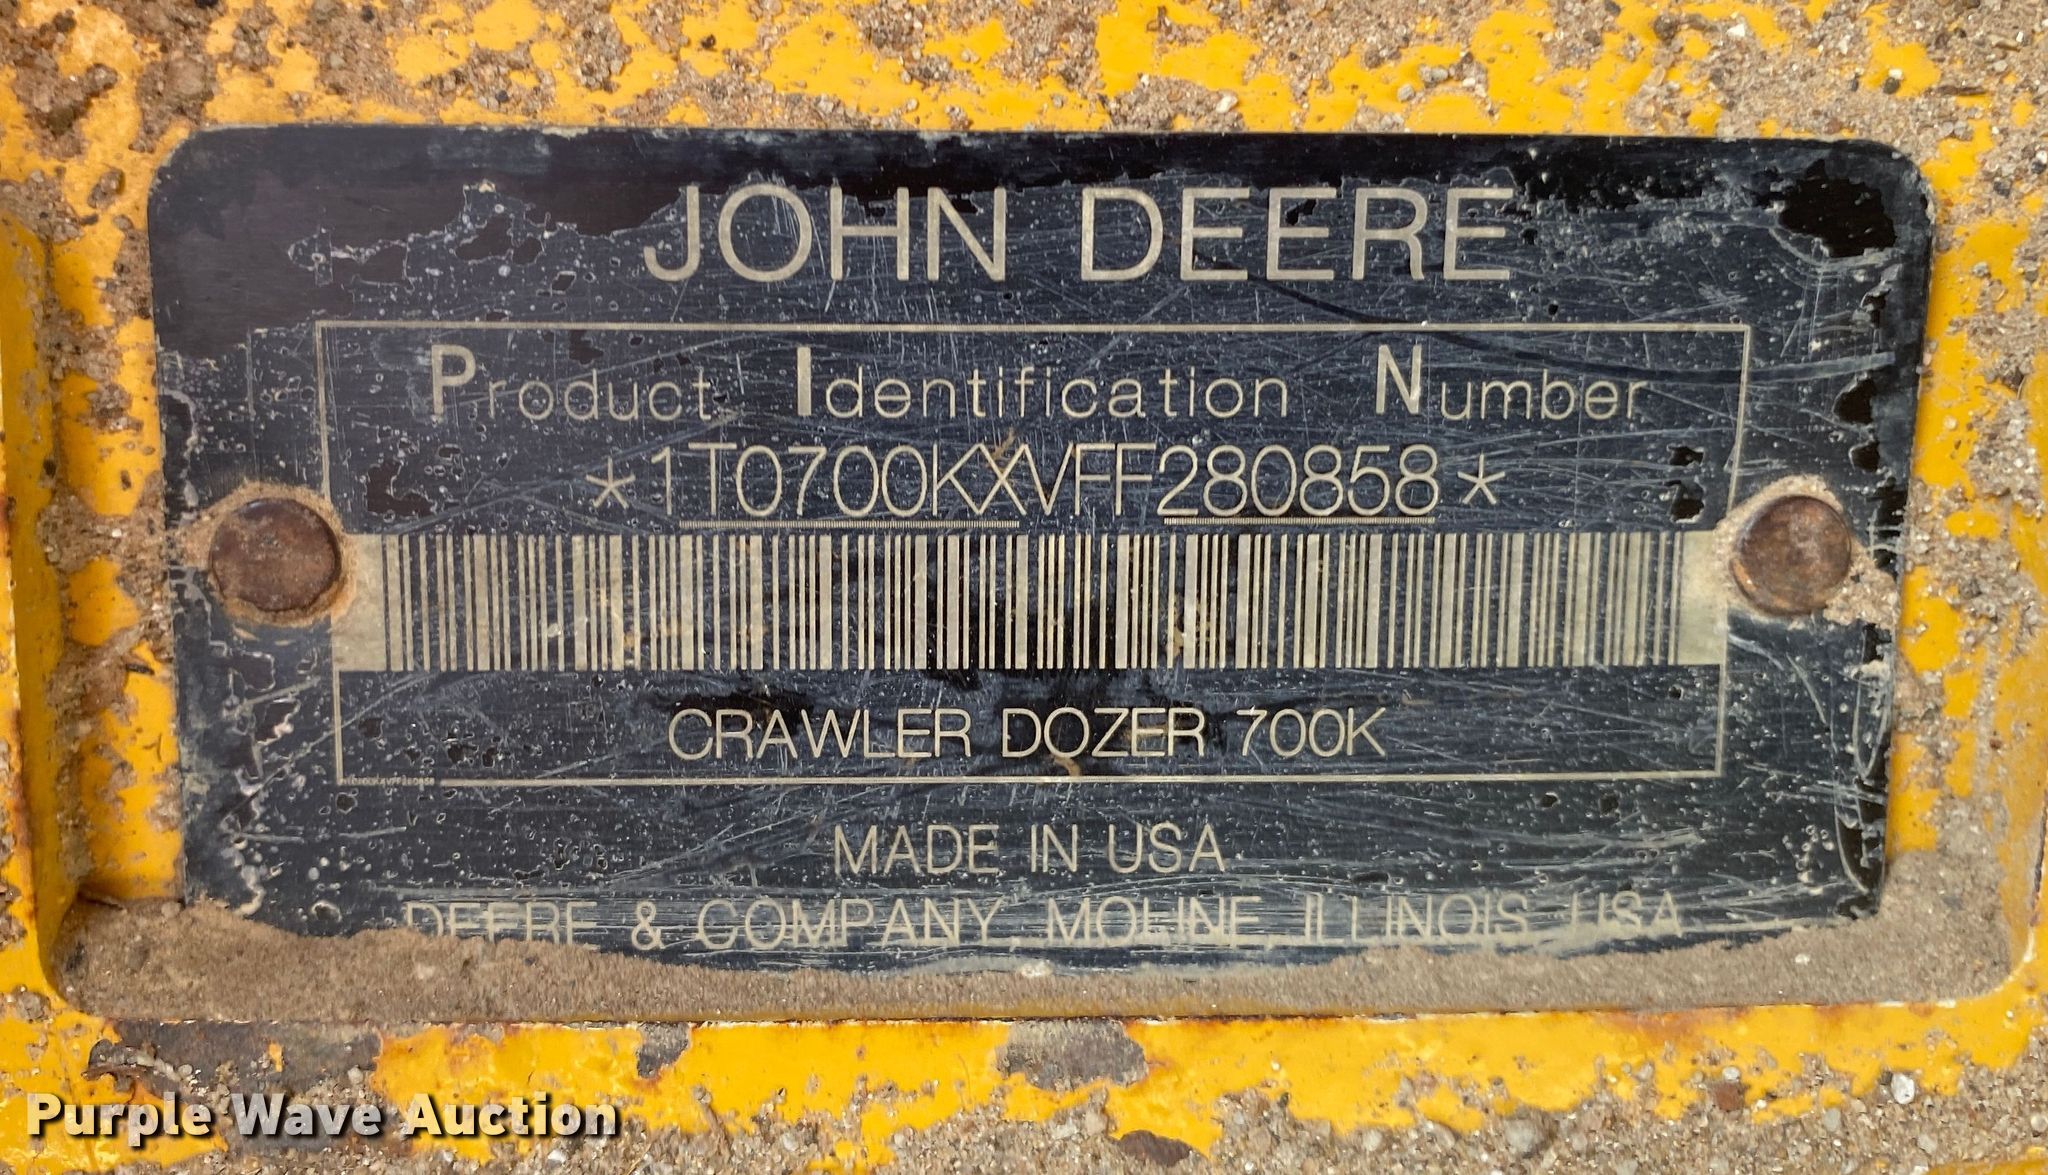 JOHN DEERE
Product Identification Number
*1T0700KXVFF280858*
CRAWLER DOZER 700K
1T0700KXVFF280858
MADE IN USA
DEERE & COMPANY, MOLINE, ILLINOIS USA
Purple Wave Auction